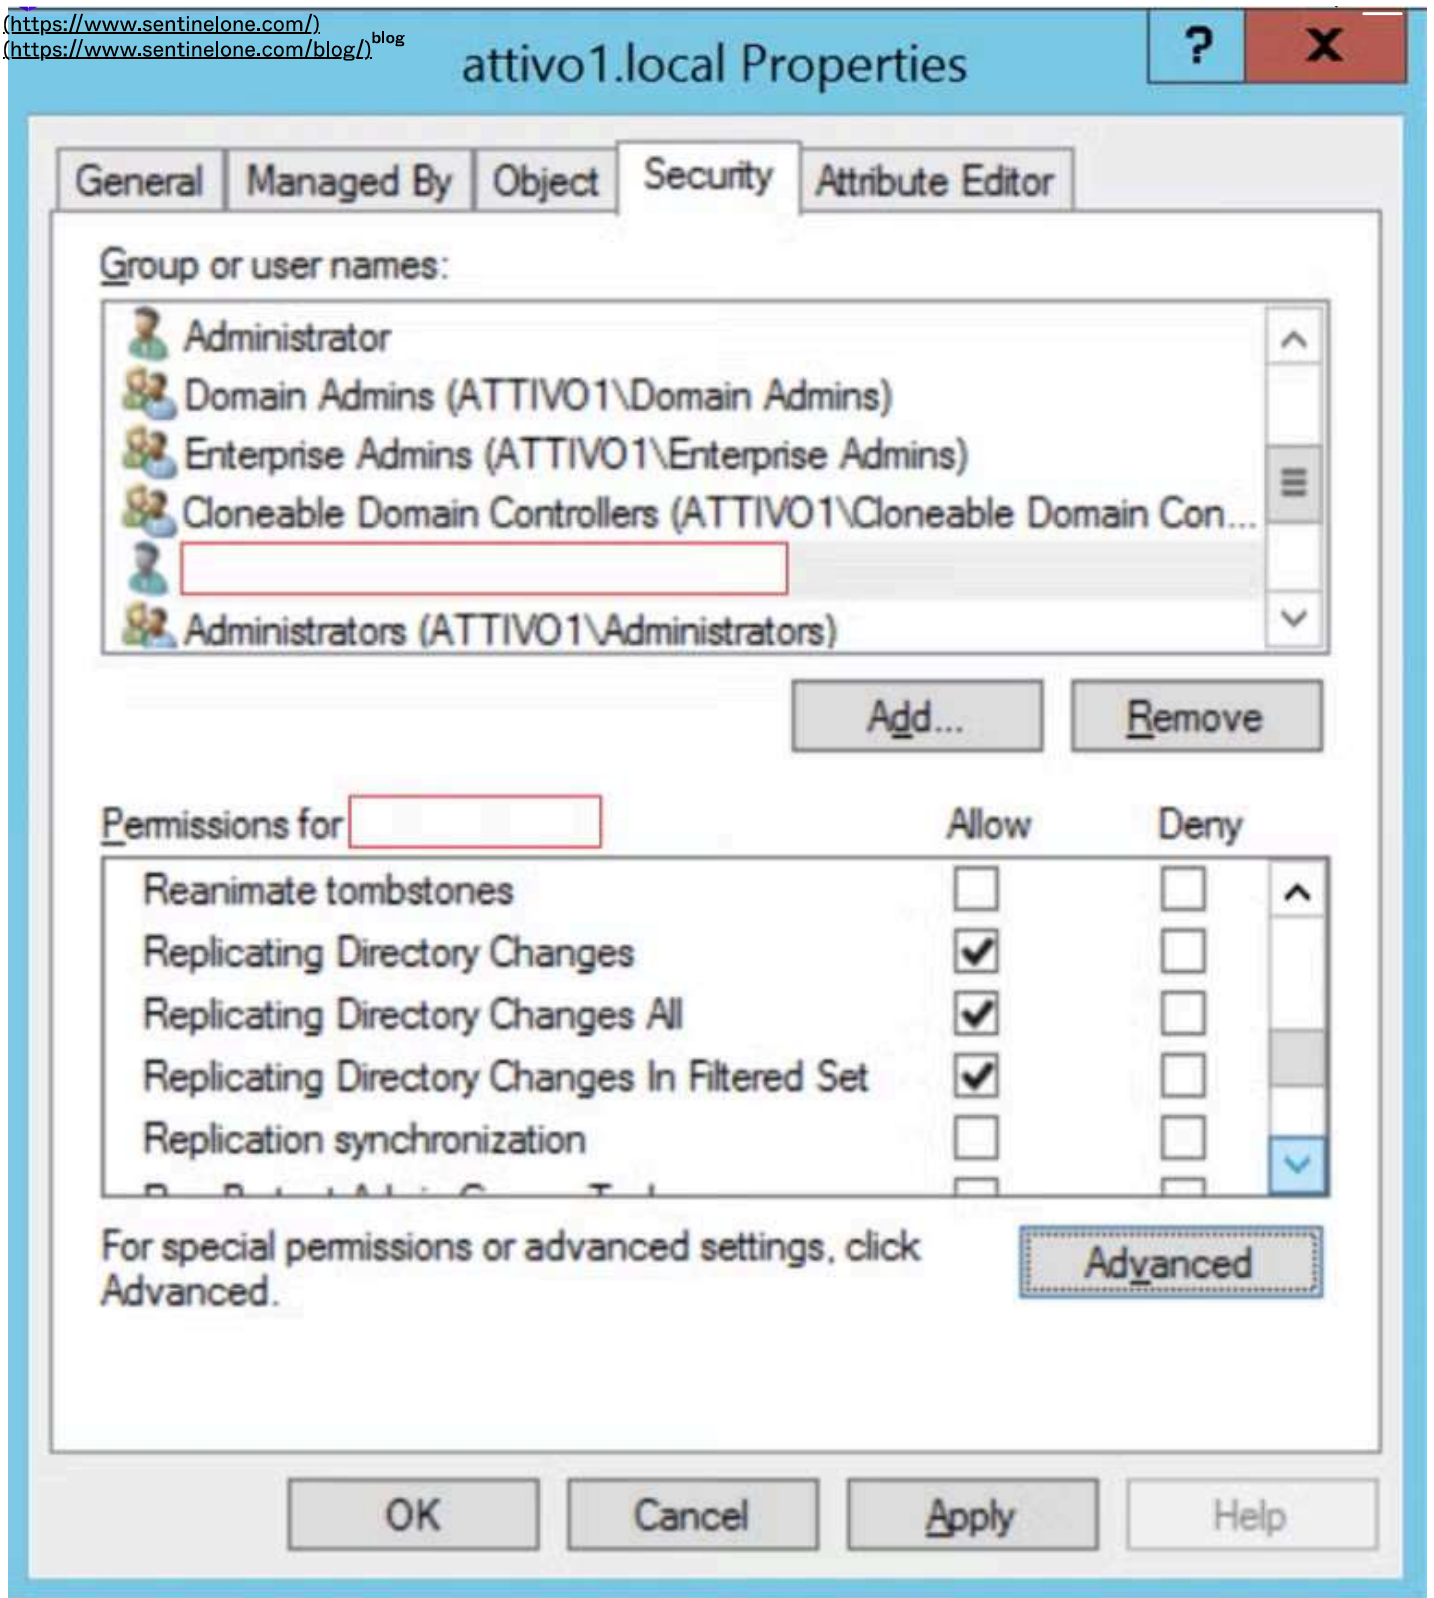 (https://www.sentinelone.com/)
(https://www.sentinelone.com/blog/)blog
attivo1.local Properties
? X
General Managed By Object Security Attribute Editor
Group or user names:
Administrator
Domain Admins (ATTIVO1\Domain Admins)
Enterprise Admins (ATTIVO1\Enterprise Admins)
Cloneable Domain Controllers (ATTIVO1\Cloneable Domain Con...
Administrators (ATTIVO1\Administrators)
Add... Remove
Permissions for Allow Deny
Reanimate tombstones
Replicating Directory Changes
Replicating Directory Changes All
Replicating Directory Changes In Filtered Set
Replication synchronization
For special permissions or advanced settings, click
Advanced.
Advanced
OK Cancel Apply Help